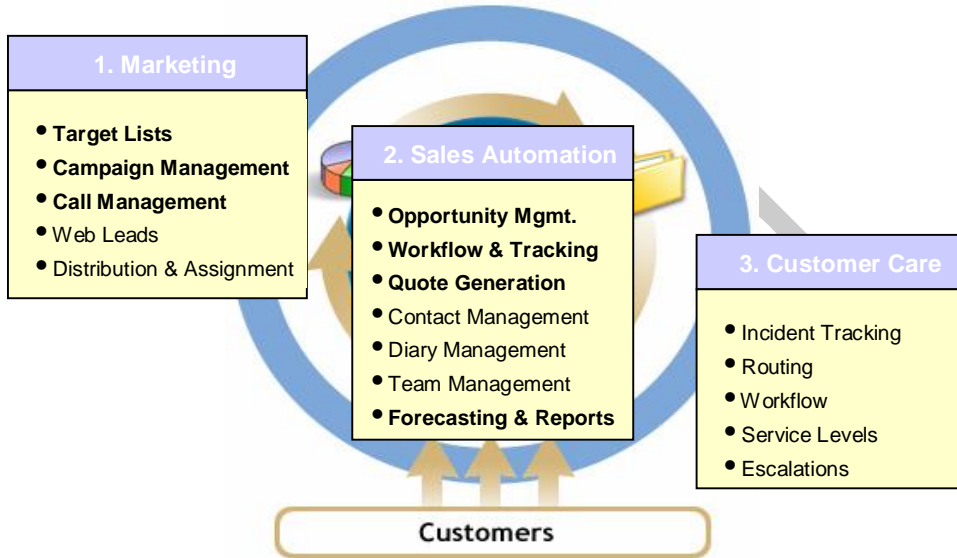 1. Marketing
• Target Lists
• Campaign Management
• Call Management
• Web Leads
• Distribution & Assignment
2. Sales Automation
• Opportunity Mgmt.
• Workflow & Tracking
• Quote Generation
• Contact Management
• Diary Management
• Team Management
• Forecasting & Reports
3. Customer Care
• Incident Tracking
• Routing
• Workflow
• Service Levels
• Escalations
Customers